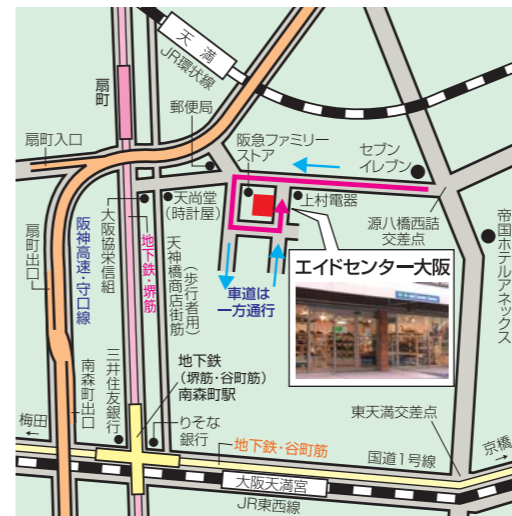 天満
JR環状線
扇町
郵便局
扇町入口
阪急ファミリー
ストア
セブン
イレブン
天尚堂
(時計屋)
上村電器
源八橋西詰
交差点
帝国ホテルアネックス
扇町出口
阪神高速・守口線
大阪協栄信組
地下鉄・堺筋
天神橋商店街筋
(歩行者用)
車道は
一方通行
エイドセンター大阪
南森町出口
三井住友銀行
地下鉄
(堺筋・谷町筋)
南森町駅
梅田
←
りそな
銀行
地下鉄・谷町筋
東天満交差点
国道1号線
京橋
→
大阪天満宮
JR東西線